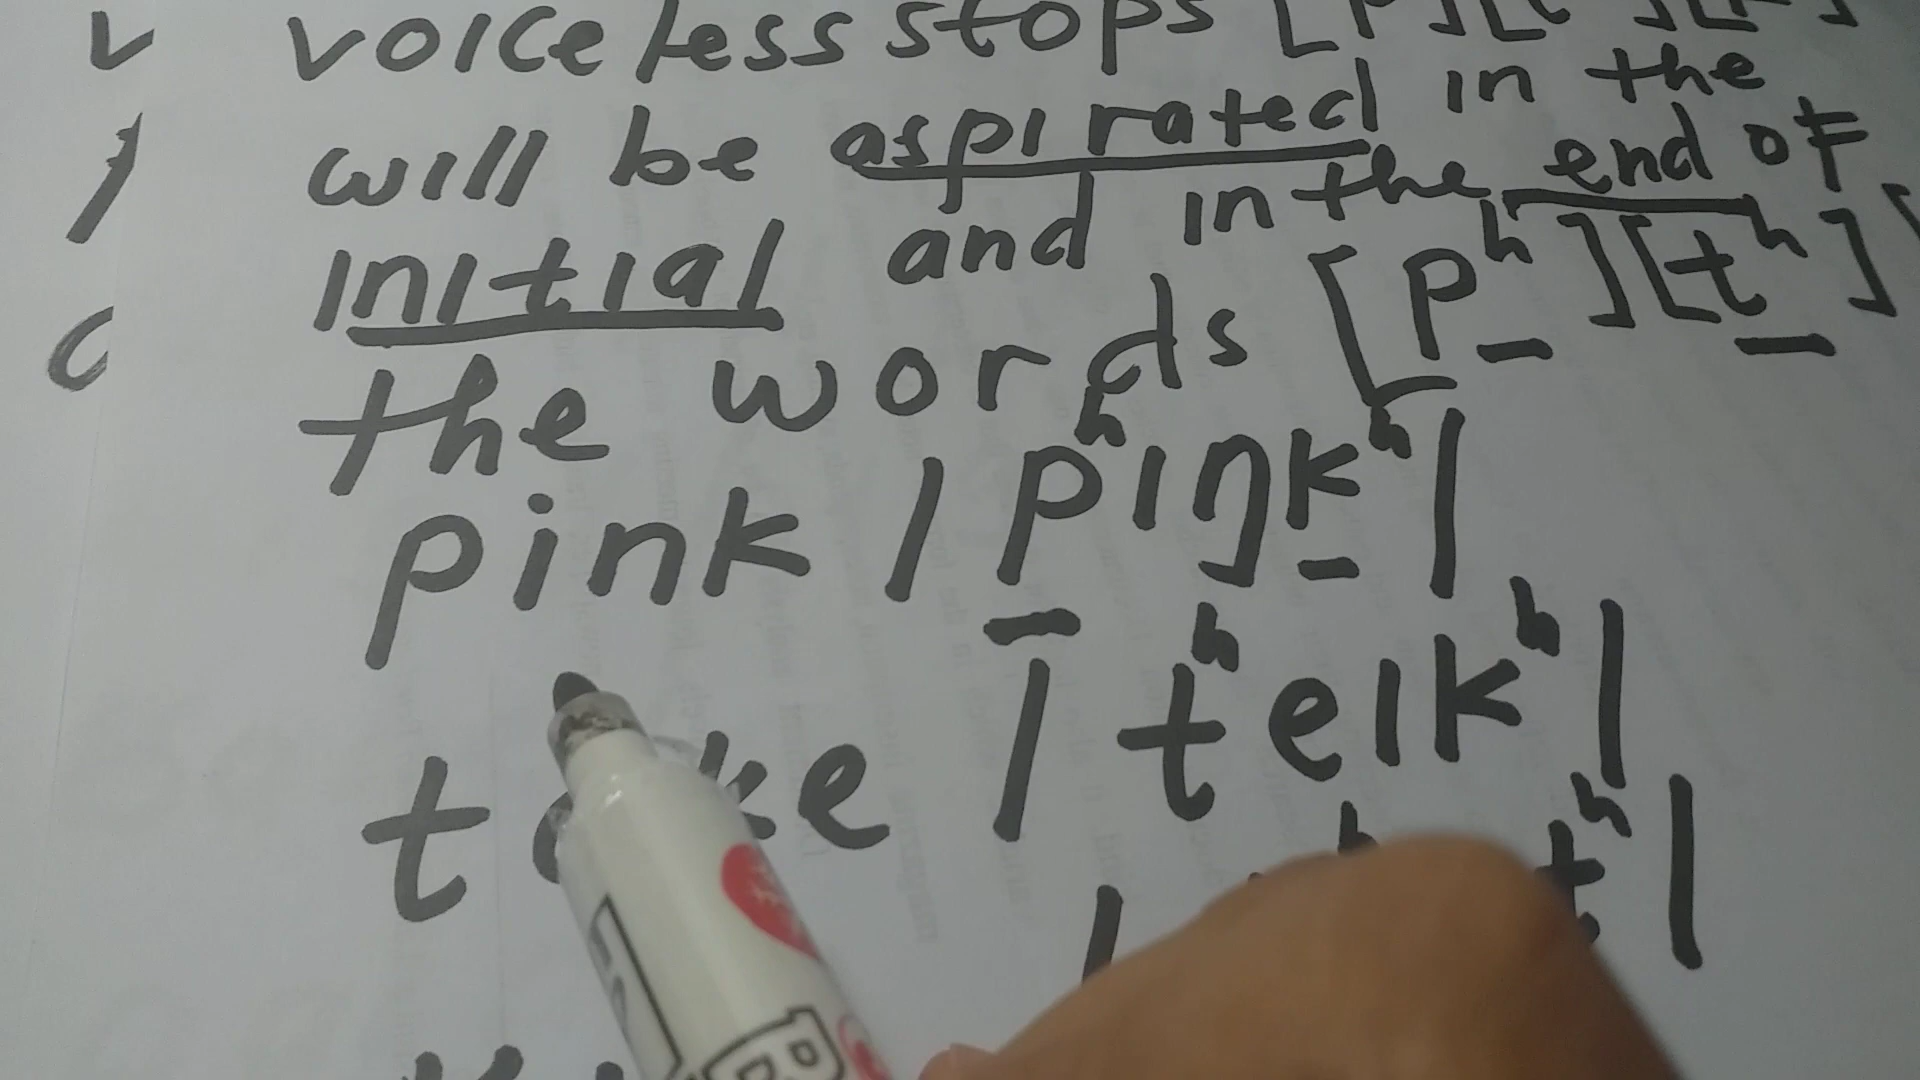 voiceless stops [p][t][k]
will be aspirated in the
initial and in the end of
the words [pʰ][tʰ][
pink /pʰɪŋkʰ/
take /tʰeɪkʰ/
tʰ/